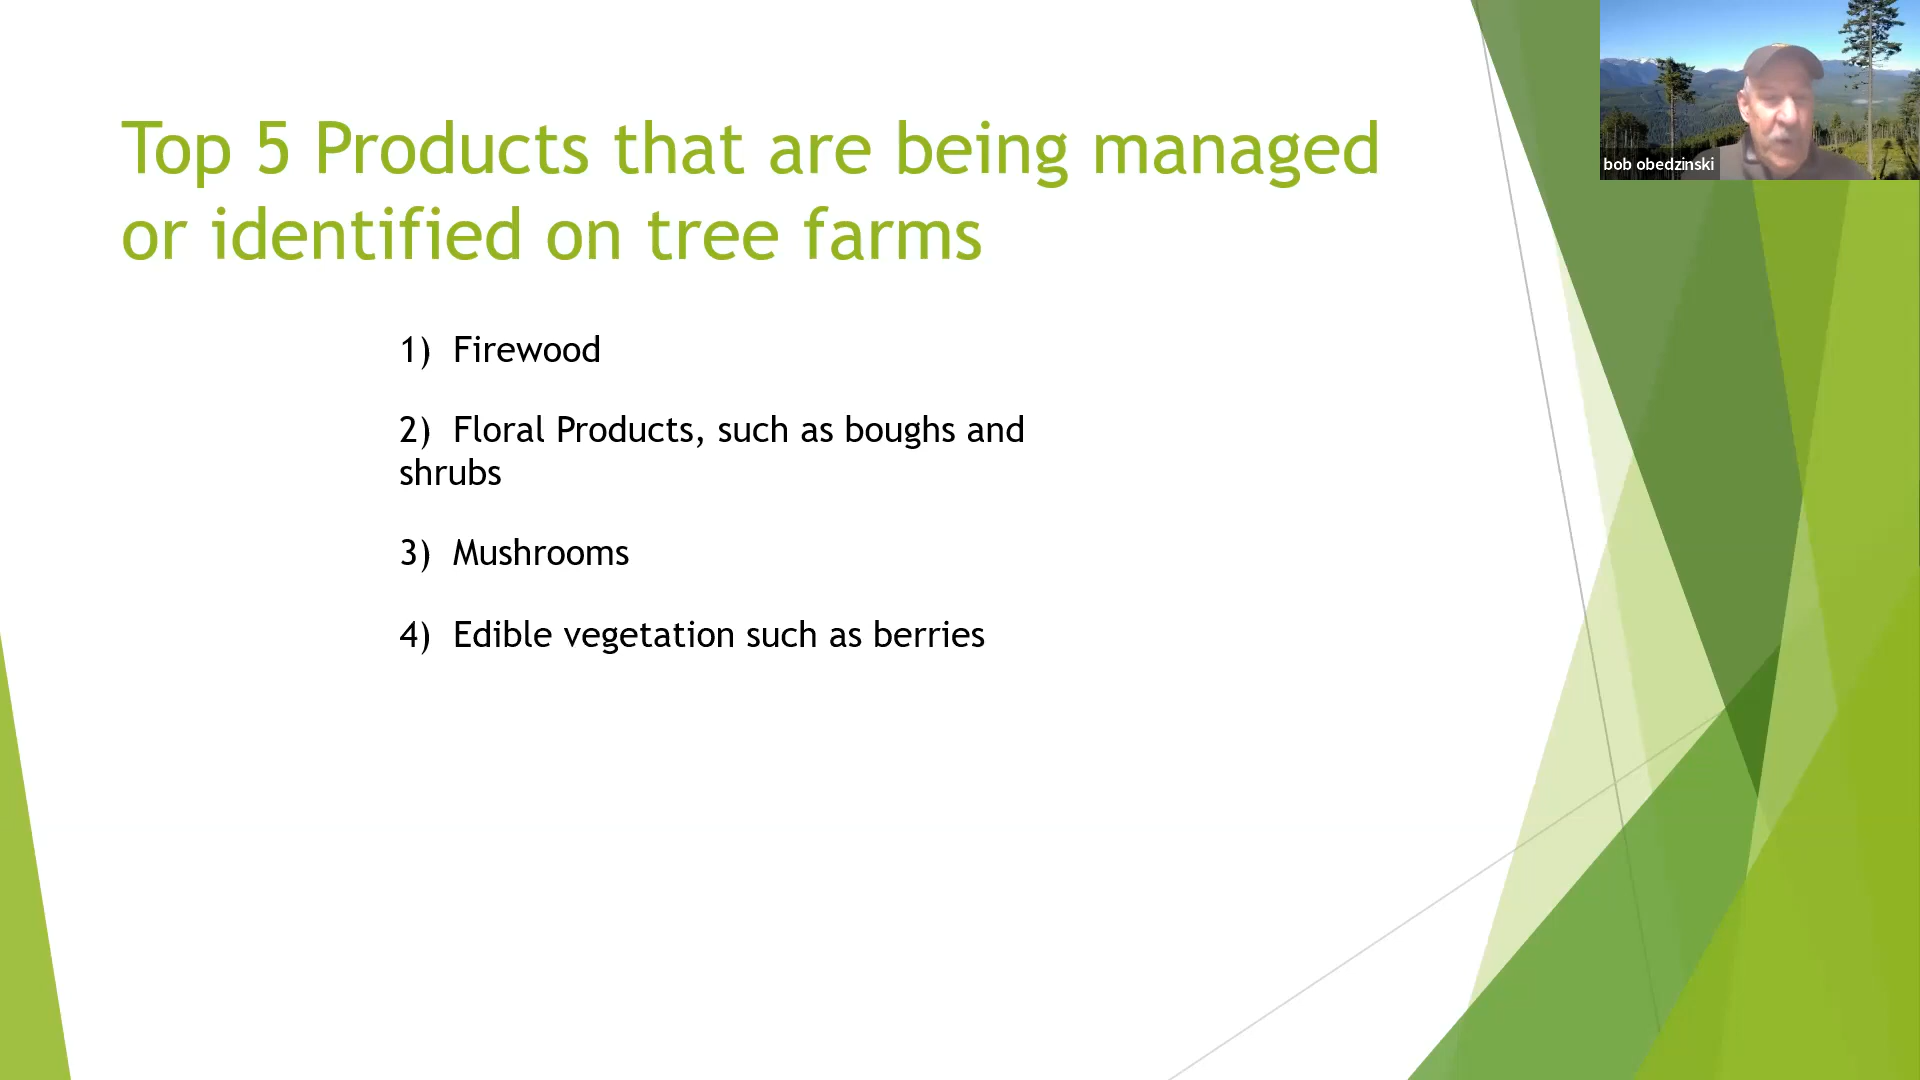 Top 5 Products that are being managed
or identified on tree farms
1) Firewood
2) Floral Products, such as boughs and
shrubs
3) Mushrooms
4) Edible vegetation such as berries
bob obedzinski